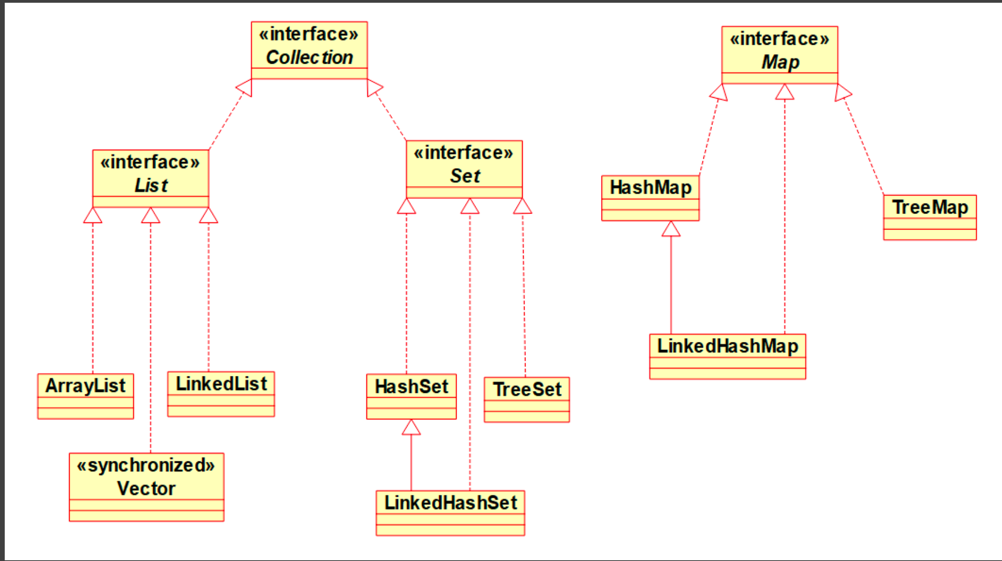 «interface»
Collection
«interface»
Map
«interface»
List
«interface»
Set
HashMap
TreeMap
LinkedHashMap
ArrayList
LinkedList
HashSet
TreeSet
«synchronized»
Vector
LinkedHashSet